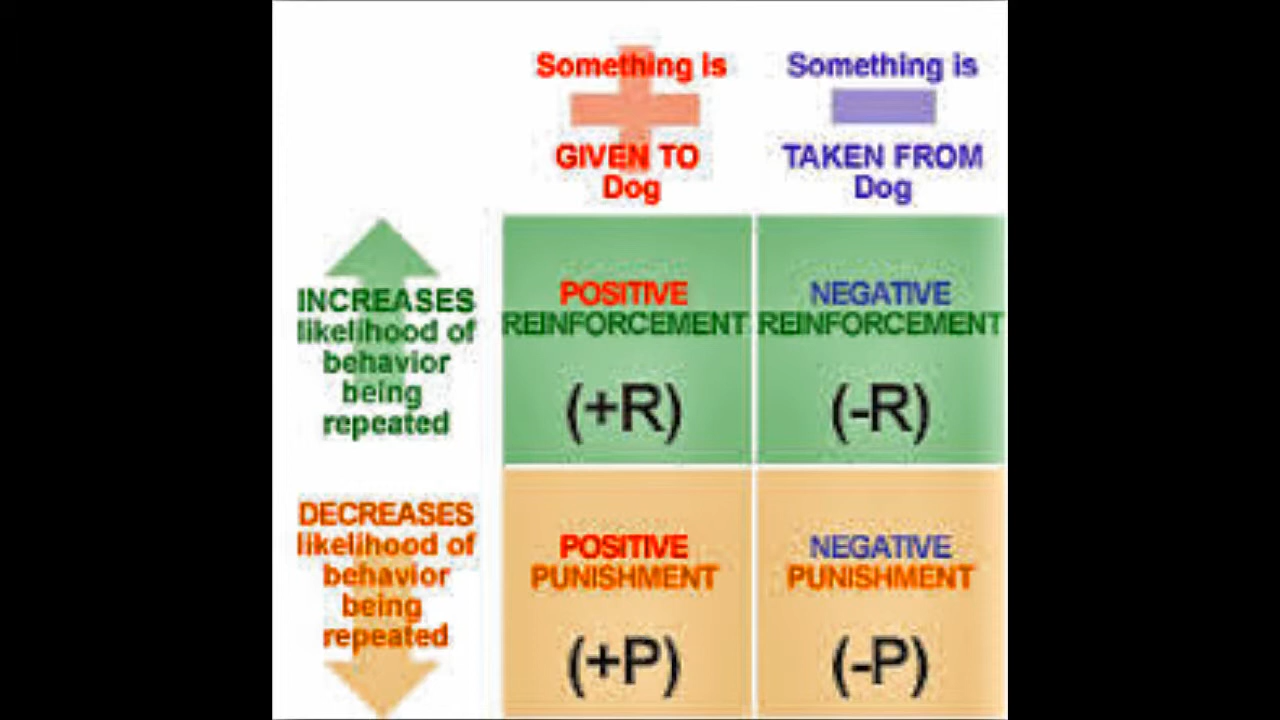 Something is
GIVEN TO
Dog
Something is
TAKEN FROM
Dog
INCREASES
likelihood of
behavior
being
repeated
POSITIVE
REINFORCEMENT
(+R)
NEGATIVE
REINFORCEMENT
(-R)
DECREASES
likelihood of
behavior
being
repeated
POSITIVE
PUNISHMENT
(+P)
NEGATIVE
PUNISHMENT
(-P)